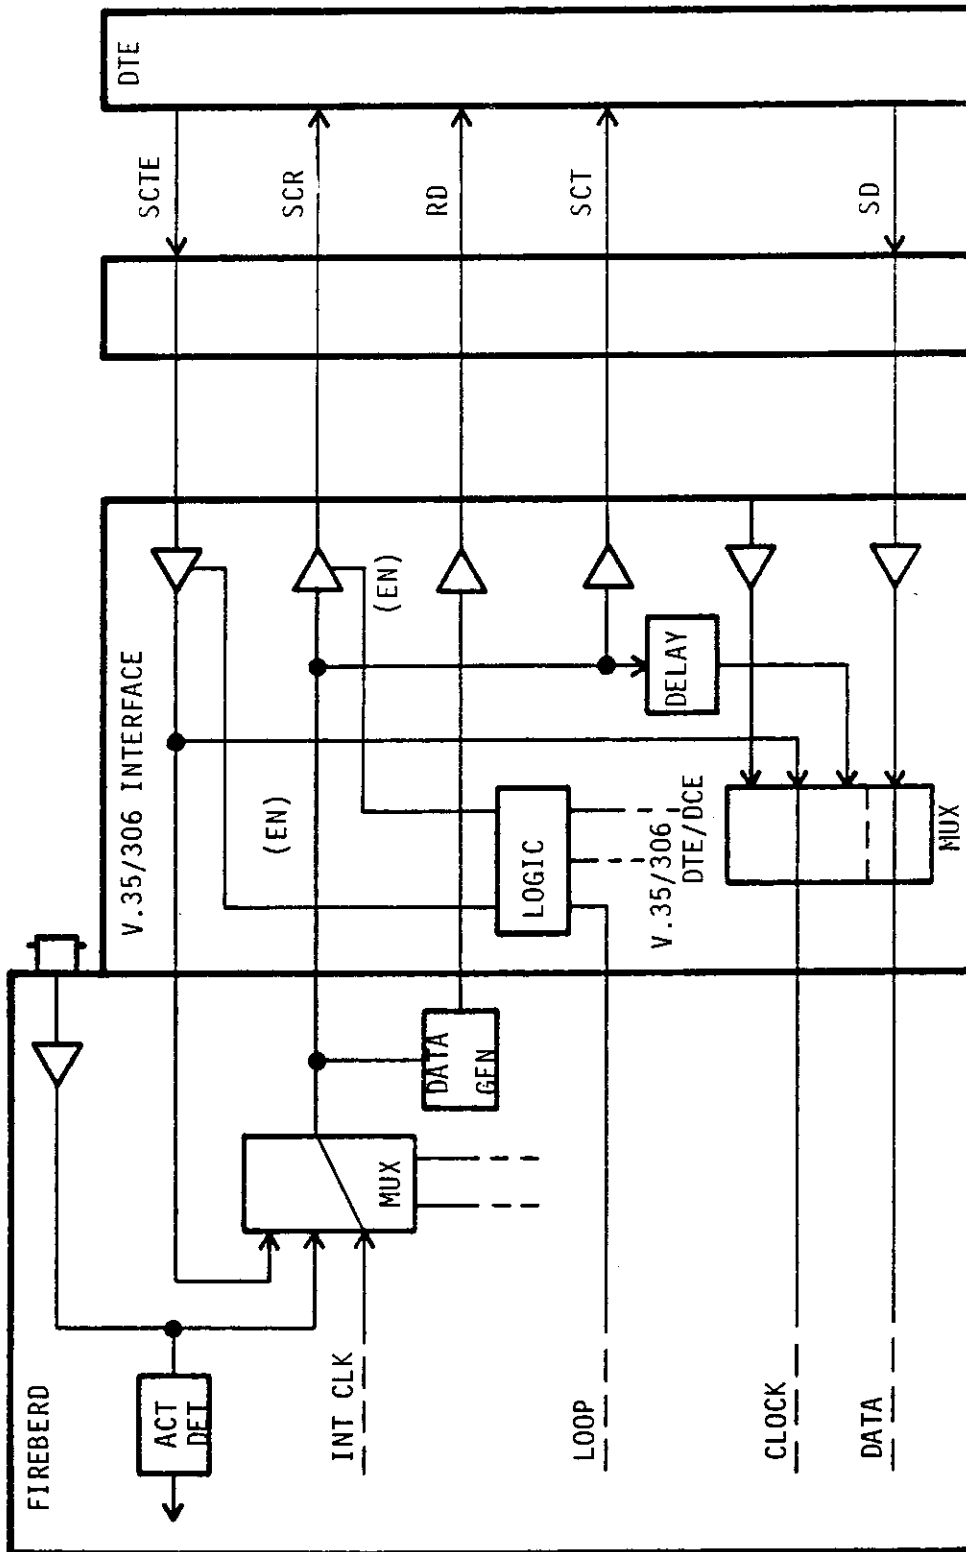 FIREBERD
ACT
DET
INT CLK
MUX
DATA
GEN
LOOP
CLOCK
DATA
V.35/306 INTERFACE
(EN)
(EN)
LOGIC
V.35/306
DTE/DCE
DELAY
MUX
SCTE
SCR
RD
SCT
SD
DTE